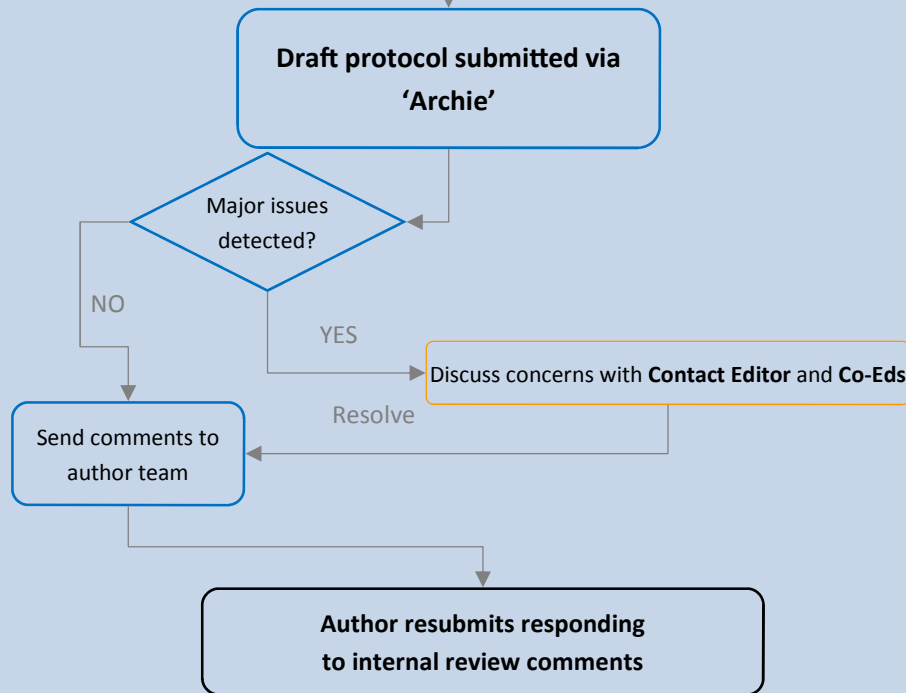 Draft protocol submitted via
‘Archie’
Major issues
detected?
NO
YES
Discuss concerns with Contact Editor and Co-Eds
Resolve
Send comments to
author team
Author resubmits responding
to internal review comments